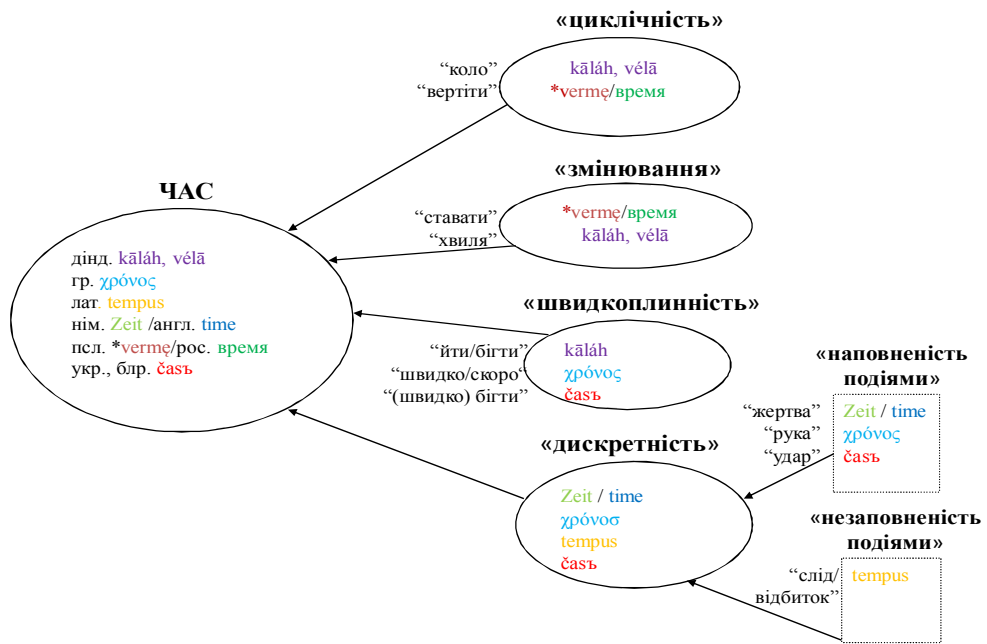 «циклічність»
“коло”
“вертіти”
kāláh, vélā
*vermę/время
«змінювання»
“ставати”
“хвиля”
*vermę/время
kāláh, vélā
ЧАС
дінд. kāláh, vélā
гр. χρόνος
лат. tempus
нім. Zeit /англ. time
псл. *vermę/рос. время
укр., блр. časъ
«швидкоплинність»
“йти/бігти”
“швидко/скоро“
“(швидко) бігти”
kāláh
χρόνος
časъ
«дискретність»
Zeit / time
χρόνοσ
tempus
časъ
«наповненість
подіями»
“жертва”
“рука”
“удар”
Zeit / time
χρόνος
časъ
«незаповненість
подіями»
“слід/
відбиток”
tempus